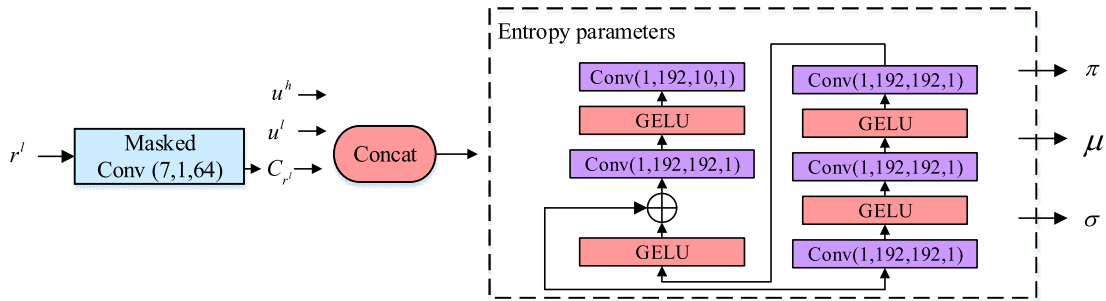 Entropy parameters
r^l
Masked
Conv (7,1,64)
u^h
u^l
C_{r^l}
Concat
Conv(1,192,10,1)
GELU
Conv(1,192,192,1)
GELU
Conv(1,192,192,1)
GELU
Conv(1,192,192,1)
GELU
Conv(1,192,192,1)
π
μ
σ